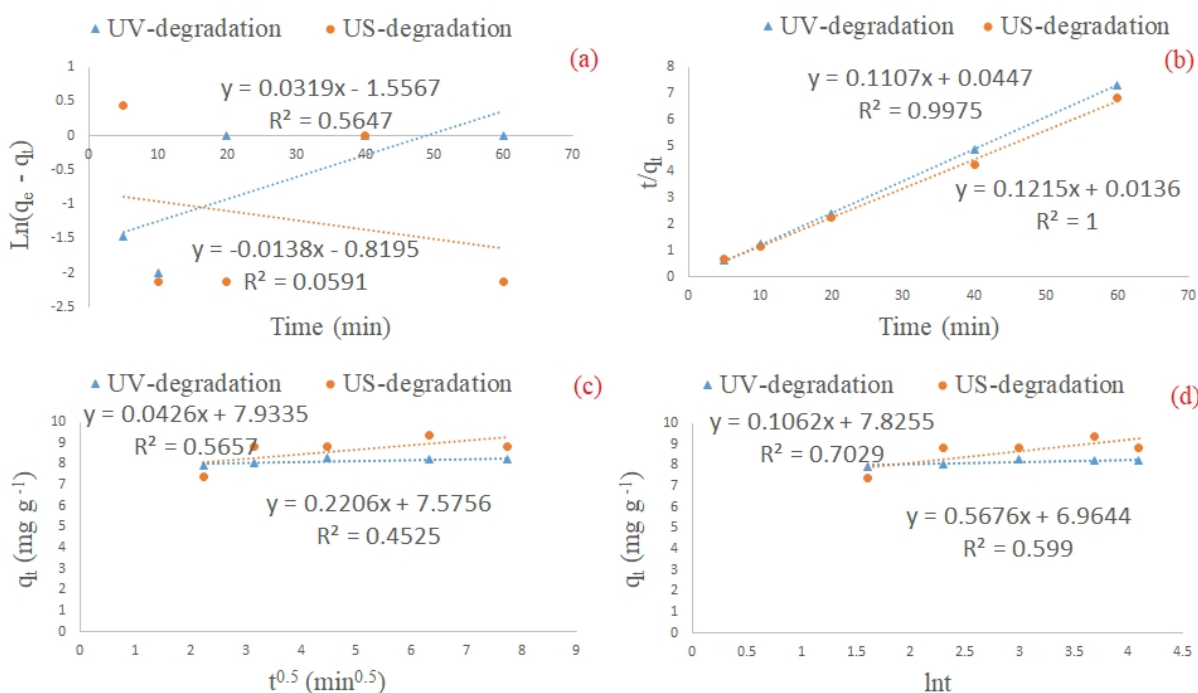 UV-degradation US-degradation
(a)
y = 0.0319x - 1.5567
R² = 0.5647
y = -0.0138x - 0.8195
R² = 0.0591
1
0.5
0
-0.5
-1
-1.5
-2
-2.5
0 10 20 30 40 50 60 70
Ln(qe - qt)
Time (min)
UV-degradation US-degradation
(b)
y = 0.1107x + 0.0447
R² = 0.9975
y = 0.1215x + 0.0136
R² = 1
8
7
6
5
4
3
2
1
0
0 10 20 30 40 50 60 70
t/qt
Time (min)
UV-degradation US-degradation
(c)
y = 0.0426x + 7.9335
R² = 0.5657
y = 0.2206x + 7.5756
R² = 0.4525
10
9
8
7
6
5
4
3
2
1
0
0 1 2 3 4 5 6 7 8 9
qt (mg g -1)
t0.5 (min0.5)
UV-degradation US-degradation
(d)
y = 0.1062x + 7.8255
R² = 0.7029
y = 0.5676x + 6.9644
R² = 0.599
10
9
8
7
6
5
4
3
2
1
0
0 0.5 1 1.5 2 2.5 3 3.5 4 4.5
qt (mg g -1)
lnt